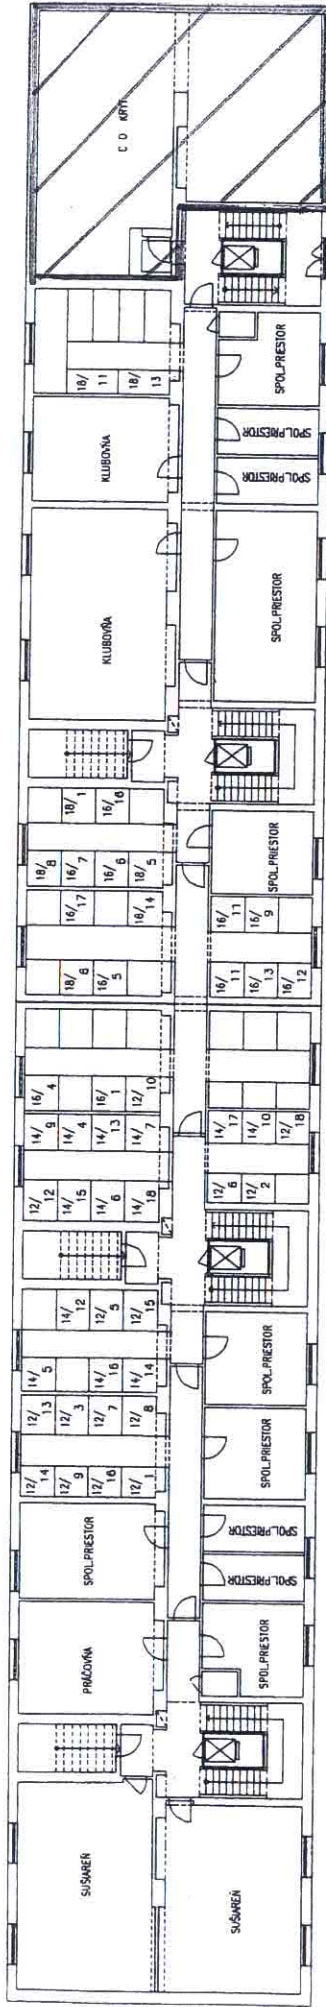 SUŠIAREŇ
SUŠIAREŇ
PRÁČOVŇA
SPOL.PRIESTOR
SPOL.PRIESTOR
SPOL.PRIESTOR
SPOL.PRIESTOR
SPOL.PRIESTOR
SPOL.PRIESTOR
12/14
12/9
12/16
12/1
12/13
12/3
12/7
12/8
14/5
14/16
14/14
14/12
12/5
12/15
12/12
14/15
14/6
14/18
14/9
14/4
14/13
14/7
16/4
16/1
12/10
12/6
12/2
14/17
14/10
12/18
18/6
16/5
16/17
18/14
18/8
16/7
16/6
18/5
18/1
16/16
16/11
16/13
16/12
16/11
16/9
SPOL.PRIESTOR
KLUBOVŇA
KLUBOVŇA
SPOL.PRIESTOR
SPOL.PRIESTOR
SPOL.PRIESTOR
SPOL.PRIESTOR
18/11
18/13
C O KRYT